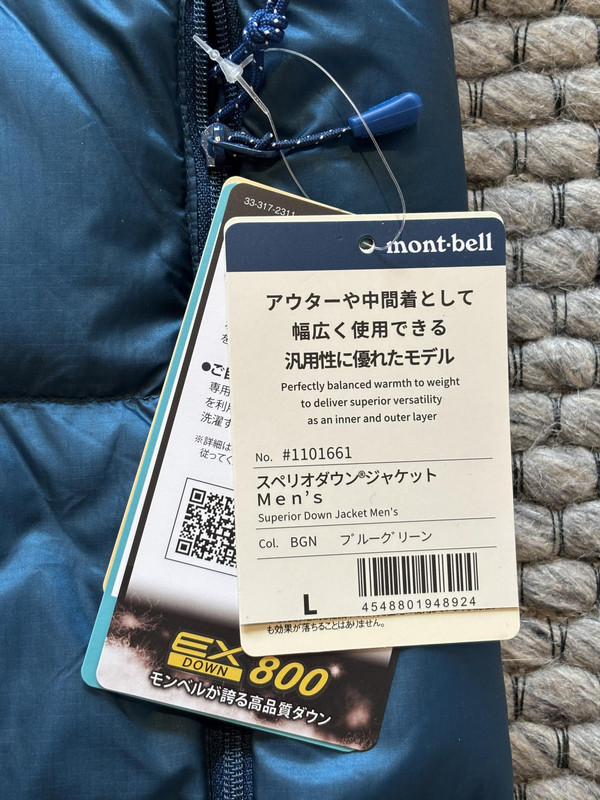 33-317-2311
mont-bell
アウターや中間着として
幅広く使用できる
汎用性に優れたモデル
Perfectly balanced warmth to weight
to deliver superior versatility
as an inner and outer layer
No. #1101661
スペリオダウン®ジャケット
Men's
Superior Down Jacket Men's
Col. BGN ブルーグリーン
L
4548801948924
も効果が落ちることはありません。
●ご
専用
を利用
洗濯す
※詳細は
従ってく
EX
DOWN 800
モンベルが誇る高品質ダウン